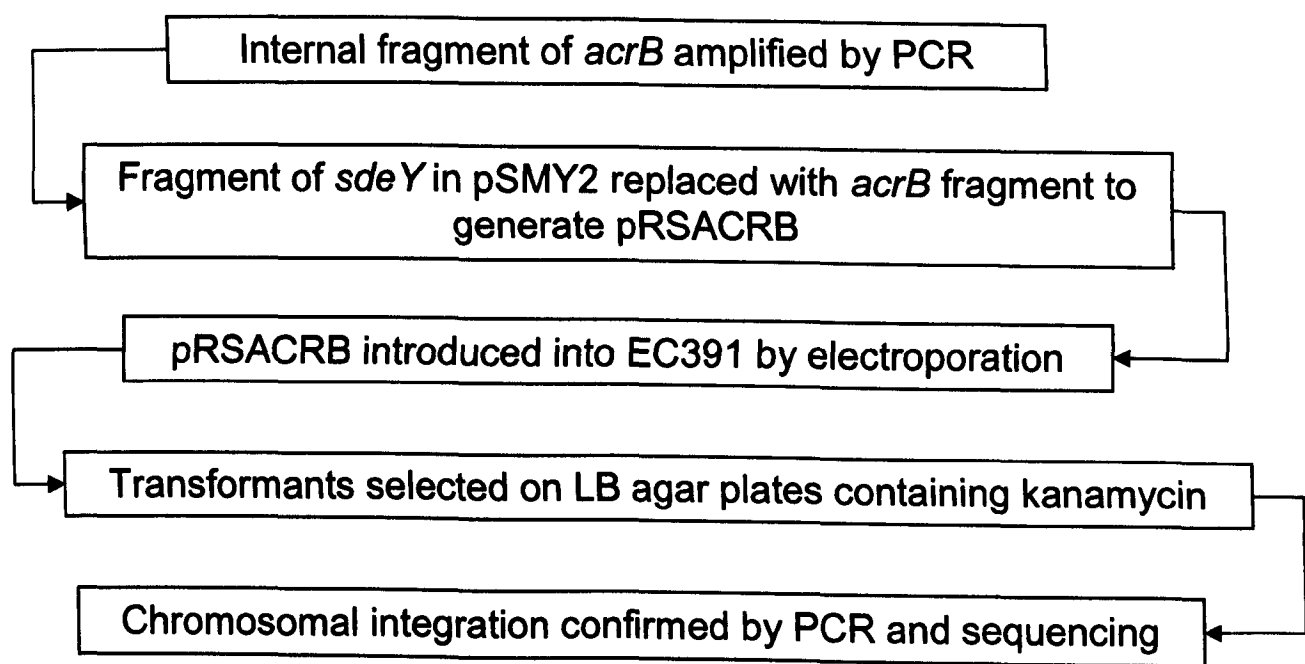 Internal fragment of acrB amplified by PCR
Fragment of sdeY in pSMY2 replaced with acrB fragment to
generate pRSACRB
pRSACRB introduced into EC391 by electroporation
Transformants selected on LB agar plates containing kanamycin
Chromosomal integration confirmed by PCR and sequencing